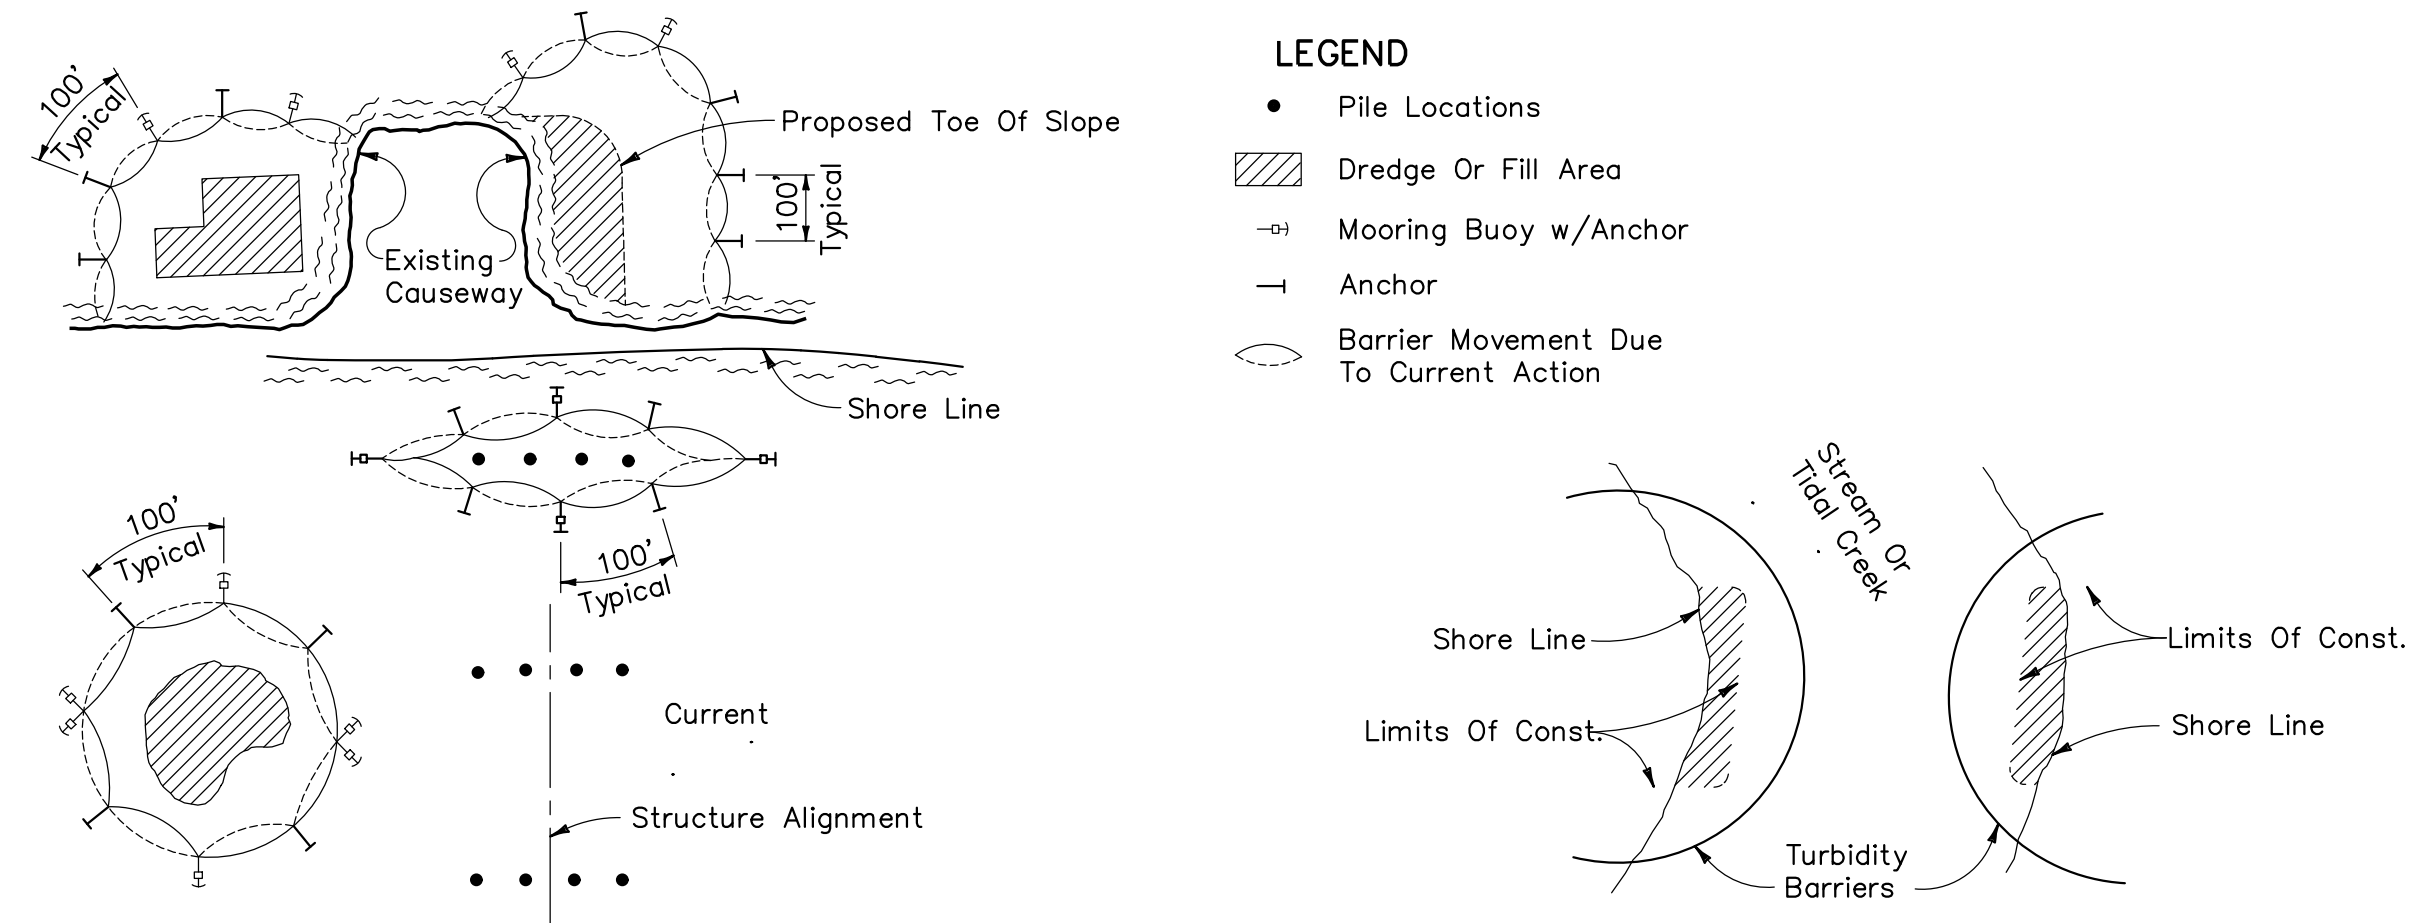 100'
Typical
Proposed Toe Of Slope
100'
Typical
Existing
Causeway
Shore Line
100'
Typical
100'
Typical
Current
Structure Alignment
LEGEND
Pile Locations
Dredge Or Fill Area
Mooring Buoy w/Anchor
Anchor
Barrier Movement Due
To Current Action
Stream Or
Tidal Creek
Shore Line
Limits Of Const.
Limits Of Const.
Shore Line
Turbidity
Barriers